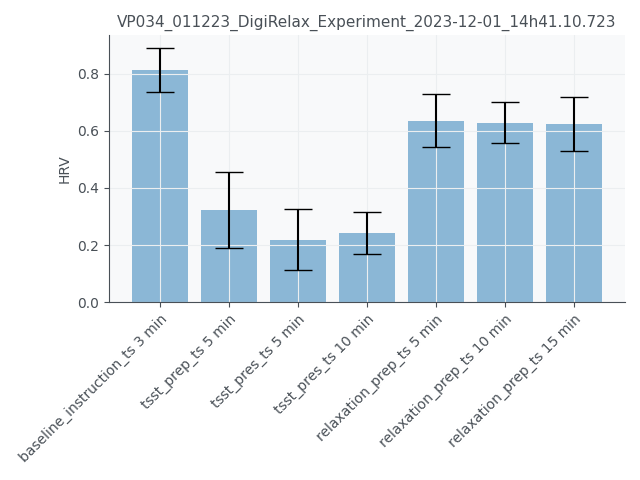 VP034_011223_DigiRelax_Experiment_2023-12-01_14h41.10.723
HRV
0.8
0.6
0.4
0.2
0.0
baseline_instruction_ts 3 min
tsst_prep_ts 5 min
tsst_pres_ts 5 min
tsst_pres_ts 10 min
relaxation_prep_ts 5 min
relaxation_prep_ts 10 min
relaxation_prep_ts 15 min